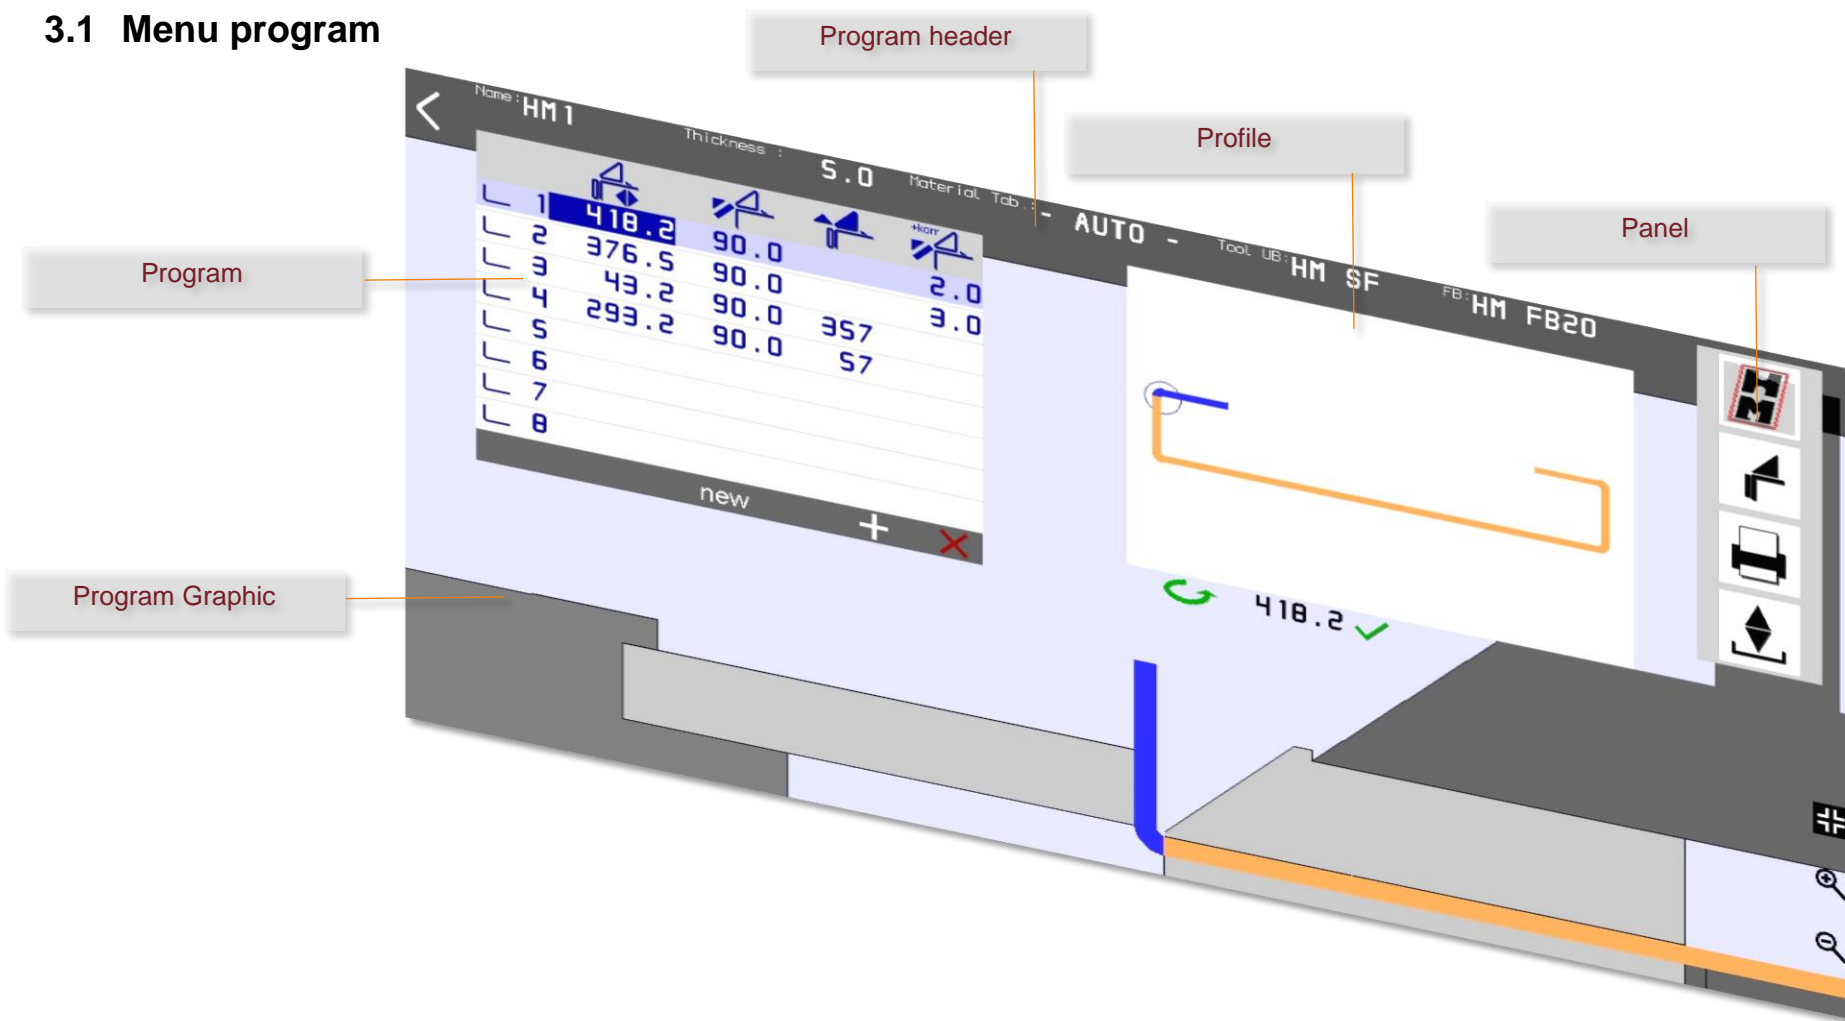 3.1 Menu program
Program header
Profile
Panel
Program
Program Graphic
Name: HM1 Thickness : 5.0 Material Tab.: - AUTO - Tool UB: HM SF FB: HM FB20
+korr
1 418.2 90.0 2.0
2 376.5 90.0 3.0
3 43.2 90.0 357
4 293.2 90.0 57
5
6
7
8
new
418.2